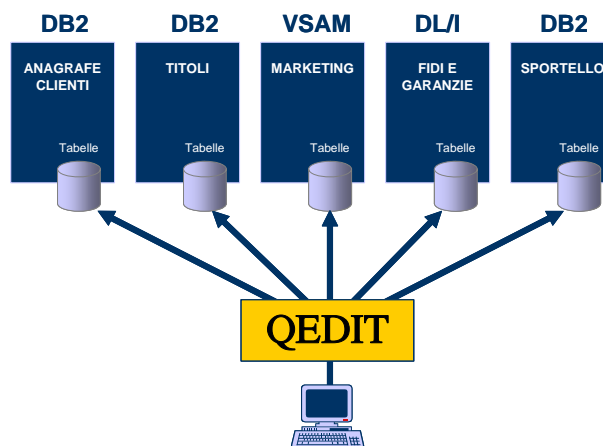 DB2 DB2 VSAM DL/I DB2
ANAGRAFE CLIENTI
TITOLI
MARKETING
FIDI E GARANZIE
SPORTELLO
Tabelle Tabelle Tabelle Tabelle Tabelle
QEDIT